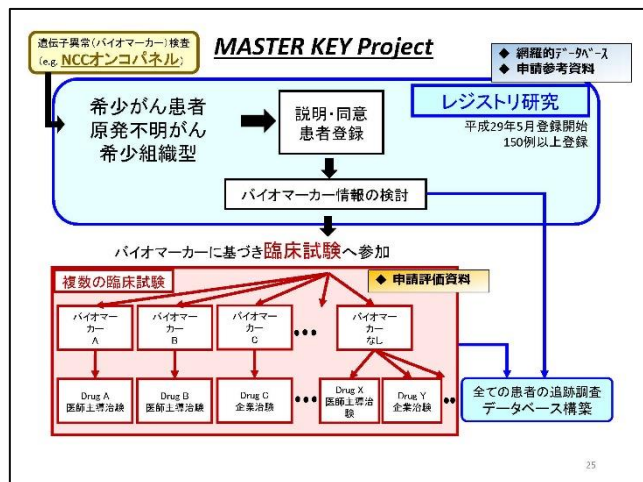 遺伝子異常(バイオマーカー)検査
(e.g. NCCオンコパネル)
MASTER KEY Project
◆ 網羅的データベース
◆ 申請参考資料
希少がん患者
原発不明がん
希少組織型
説明・同意
患者登録
レジストリ研究
平成29年5月登録開始
150例以上登録
バイオマーカー情報の検討
バイオマーカーに基づき臨床試験へ参加
複数の臨床試験
◆ 申請評価資料
バイオマー
カー
A
バイオマー
カー
B
バイオマー
カー
C
•••
バイオマー
カー
なし
Drug A
医師主導治験
Drug B
医師主導治験
Drug C
企業治験
•••
Drug X
医師主導治
験
Drug Y
企業治験
••
全ての患者の追跡調査
データベース構築
25